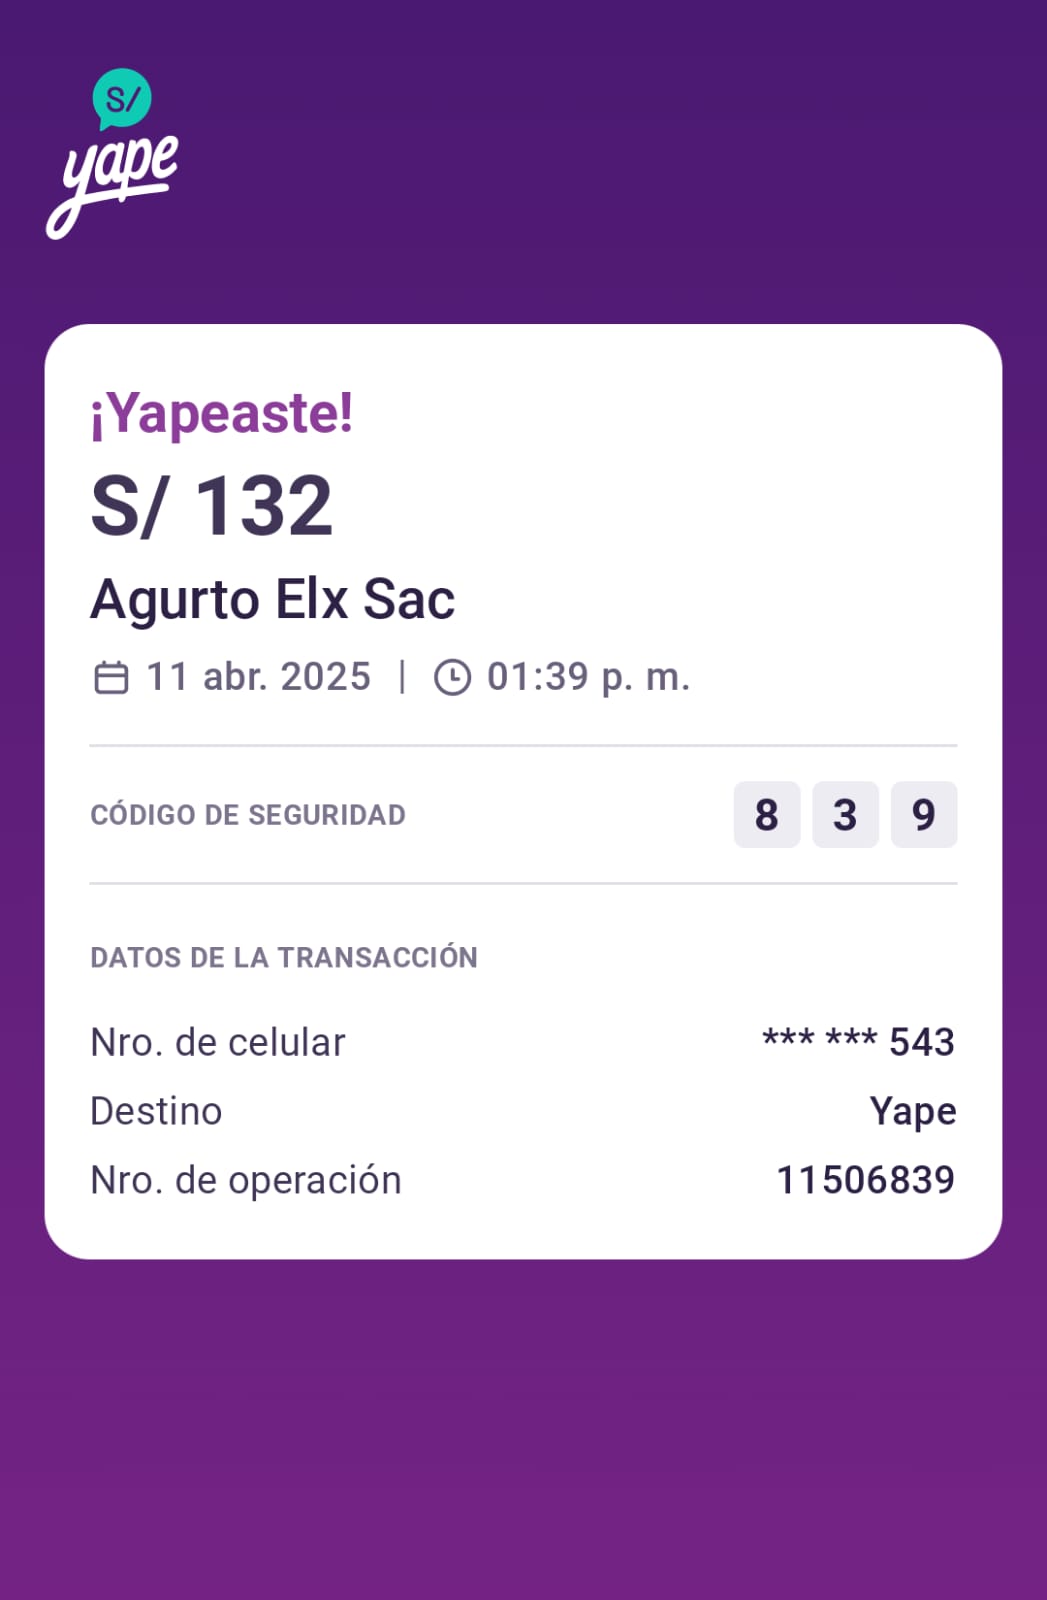 S/
yape
¡Yapeaste!
S/ 132
Agurto Elx Sac
11 abr. 2025 | 01:39 p. m.
CÓDIGO DE SEGURIDAD 8 3 9
DATOS DE LA TRANSACCIÓN
Nro. de celular *** *** 543
Destino Yape
Nro. de operación 11506839